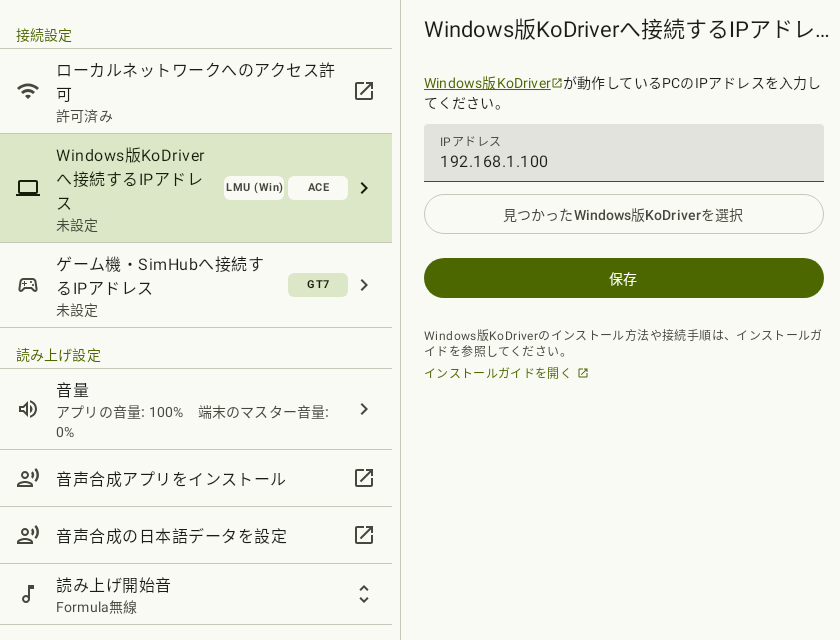 接続設定
ローカルネットワークへのアクセス許
可
許可済み
Windows版KoDriver
へ接続するIPアドレ
ス
未設定
LMU (Win)
ACE
ゲーム機・SimHubへ接続す
るIPアドレス
未設定
GT7
読み上げ設定
音量
アプリの音量: 100%　端末のマスター音量:
0%
音声合成アプリをインストール
音声合成の日本語データを設定
読み上げ開始音
Formula無線
Windows版KoDriverへ接続するIPアドレ...
Windows版KoDriverが動作しているPCのIPアドレスを入力し
てください。
IPアドレス
192.168.1.100
見つかったWindows版KoDriverを選択
保存
Windows版KoDriverのインストール方法や接続手順は、インストールガ
イドを参照してください。
インストールガイドを開く